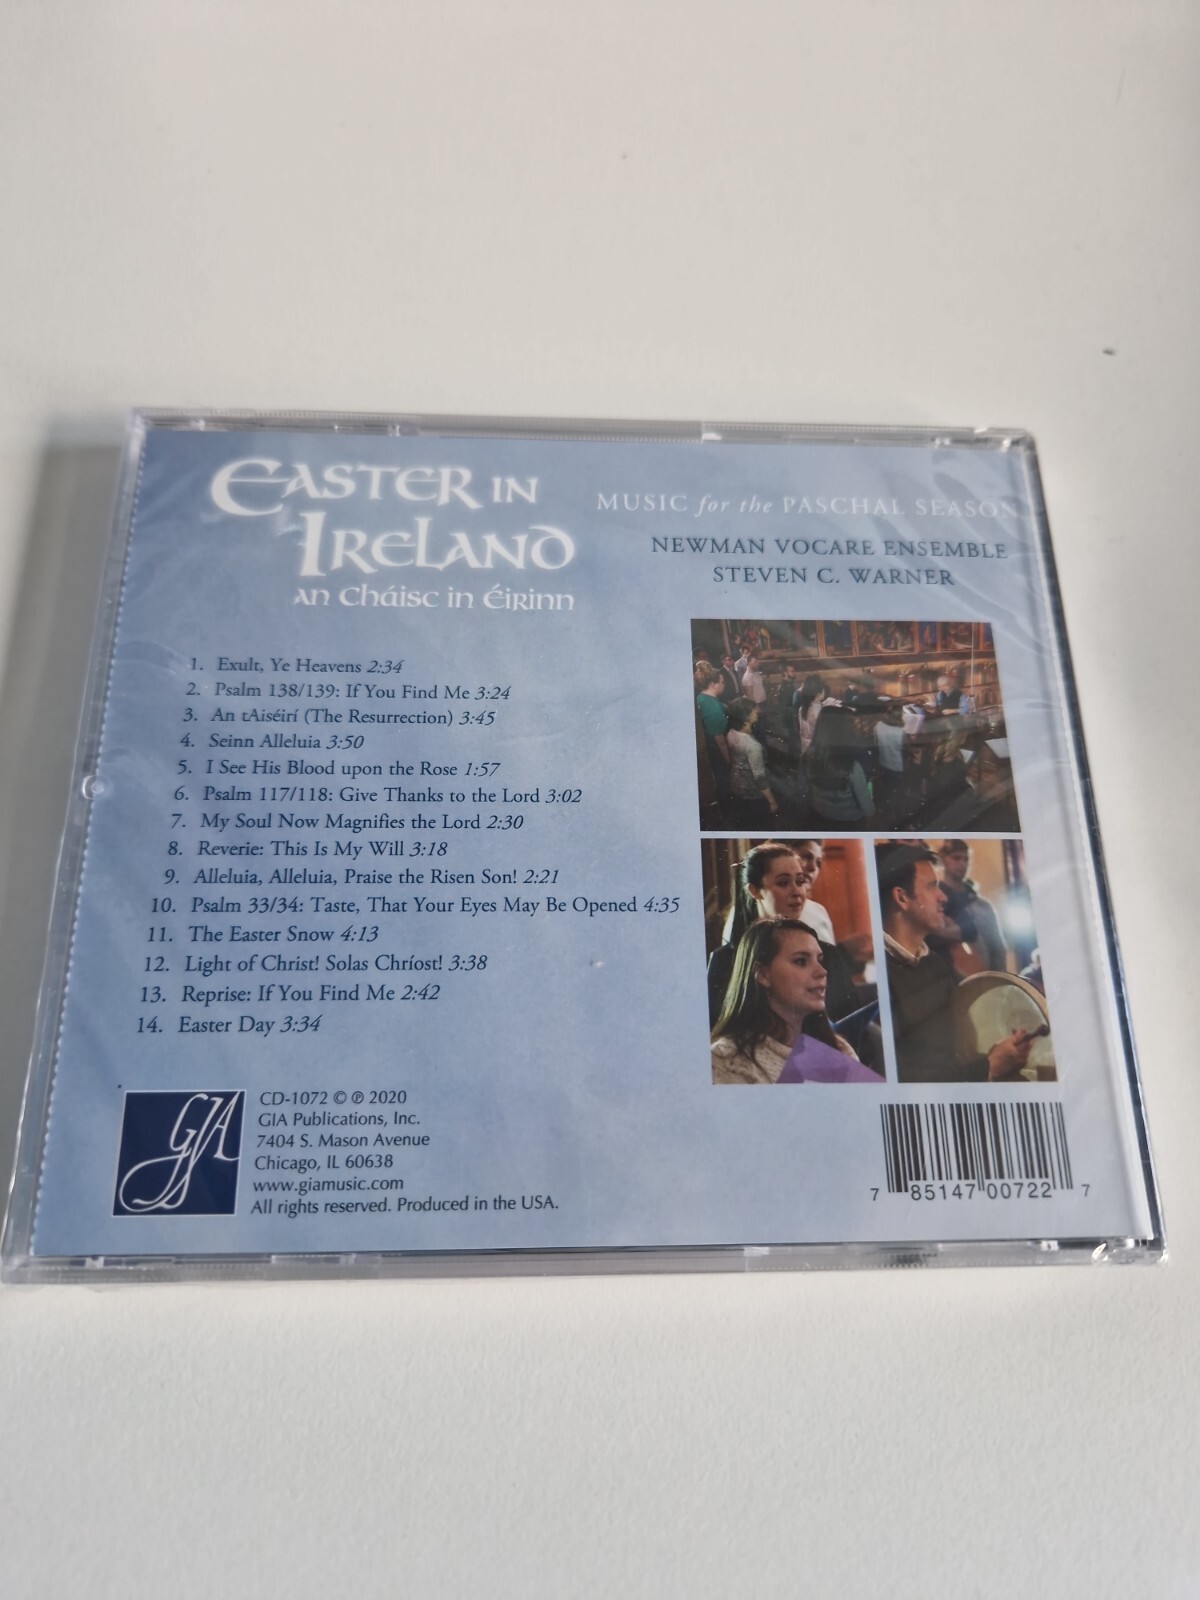 EASTER IN
IRELAND
an Cháisc in Éirinn
MUSIC for the PASCHAL SEASON
NEWMAN VOCARE ENSEMBLE
STEVEN C. WARNER
1. Exult, Ye Heavens 2:34
2. Psalm 138/139: If You Find Me 3:24
3. An tAiséirí (The Resurrection) 3:45
4. Seinn Alleluia 3:50
5. I See His Blood upon the Rose 1:57
6. Psalm 117/118: Give Thanks to the Lord 3:02
7. My Soul Now Magnifies the Lord 2:30
8. Reverie: This Is My Will 3:18
9. Alleluia, Alleluia, Praise the Risen Son! 2:21
10. Psalm 33/34: Taste, That Your Eyes May Be Opened 4:35
11. The Easter Snow 4:13
12. Light of Christ! Solas Chríost! 3:38
13. Reprise: If You Find Me 2:42
14. Easter Day 3:34
GIA
CD-1072 © ℗ 2020
GIA Publications, Inc.
7404 S. Mason Avenue
Chicago, IL 60638
www.giamusic.com
All rights reserved. Produced in the USA.
7 85147 00722 7